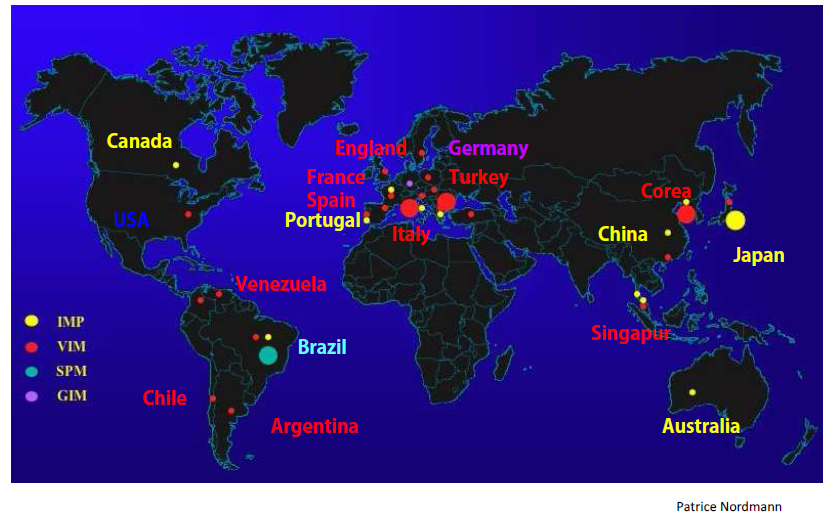 Canada
England
Germany
France
Turkey
Spain
Corea
USA
Portugal
Italy
China
Japan
Venezuela
IMP
VIM
Singapur
Brazil
SPM
GIM
Chile
Argentina
Australia
Patrice Nordmann